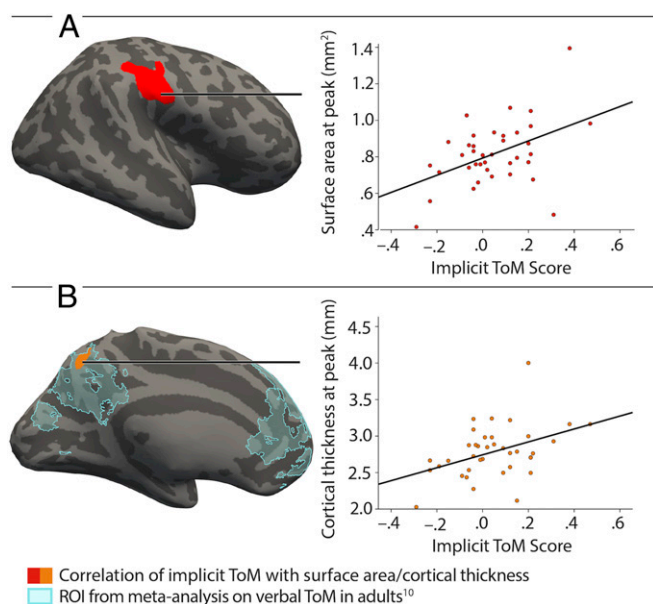 A
Surface area at peak (mm²)
1.4
1.2
1.0
.8
.6
.4
−.4 −.2 .0 .2 .4 .6
Implicit ToM Score
B
Cortical thickness at peak (mm)
4.5
4.0
3.5
3.0
2.5
2.0
−.4 −.2 .0 .2 .4 .6
Implicit ToM Score
Correlation of implicit ToM with surface area/cortical thickness
ROI from meta-analysis on verbal ToM in adults¹⁰